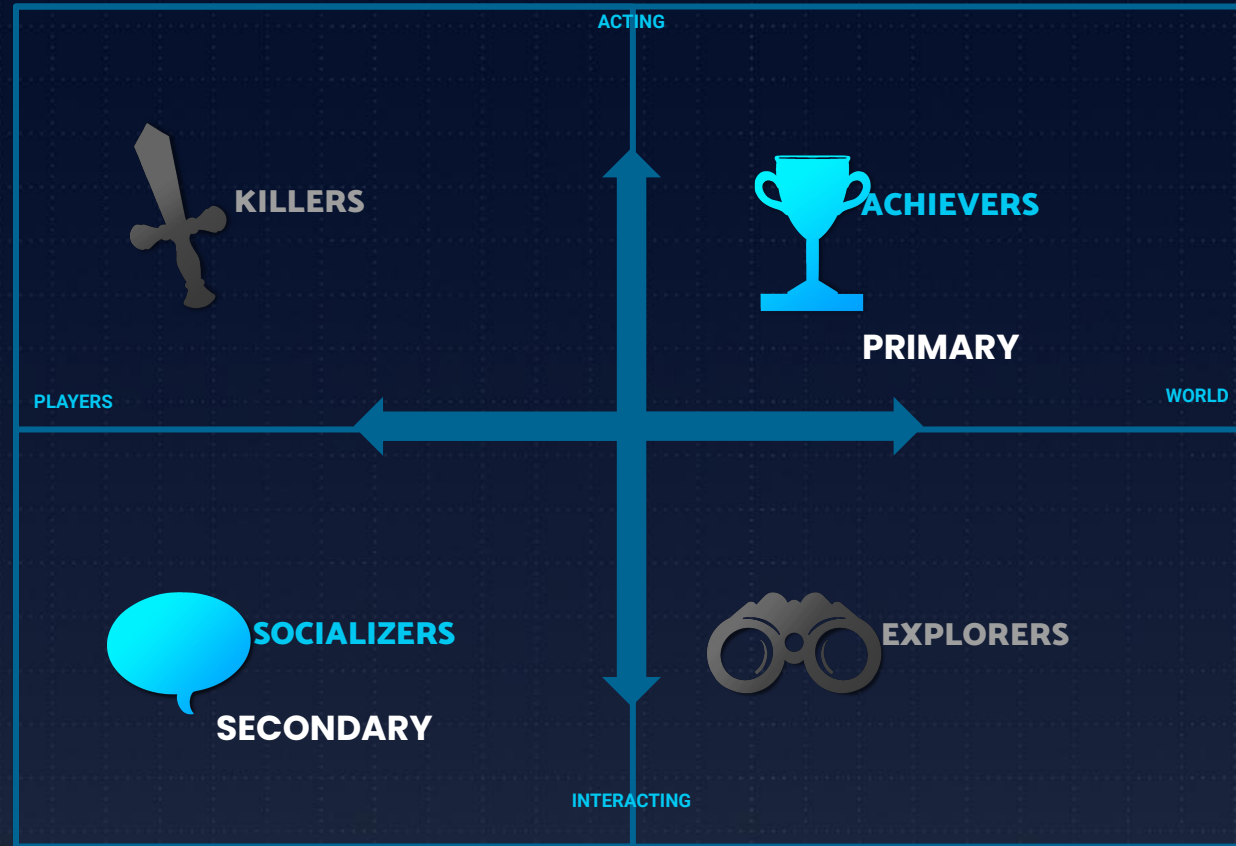 ACTING
KILLERS
ACHIEVERS
PRIMARY
PLAYERS
WORLD
SOCIALIZERS
EXPLORERS
SECONDARY
INTERACTING